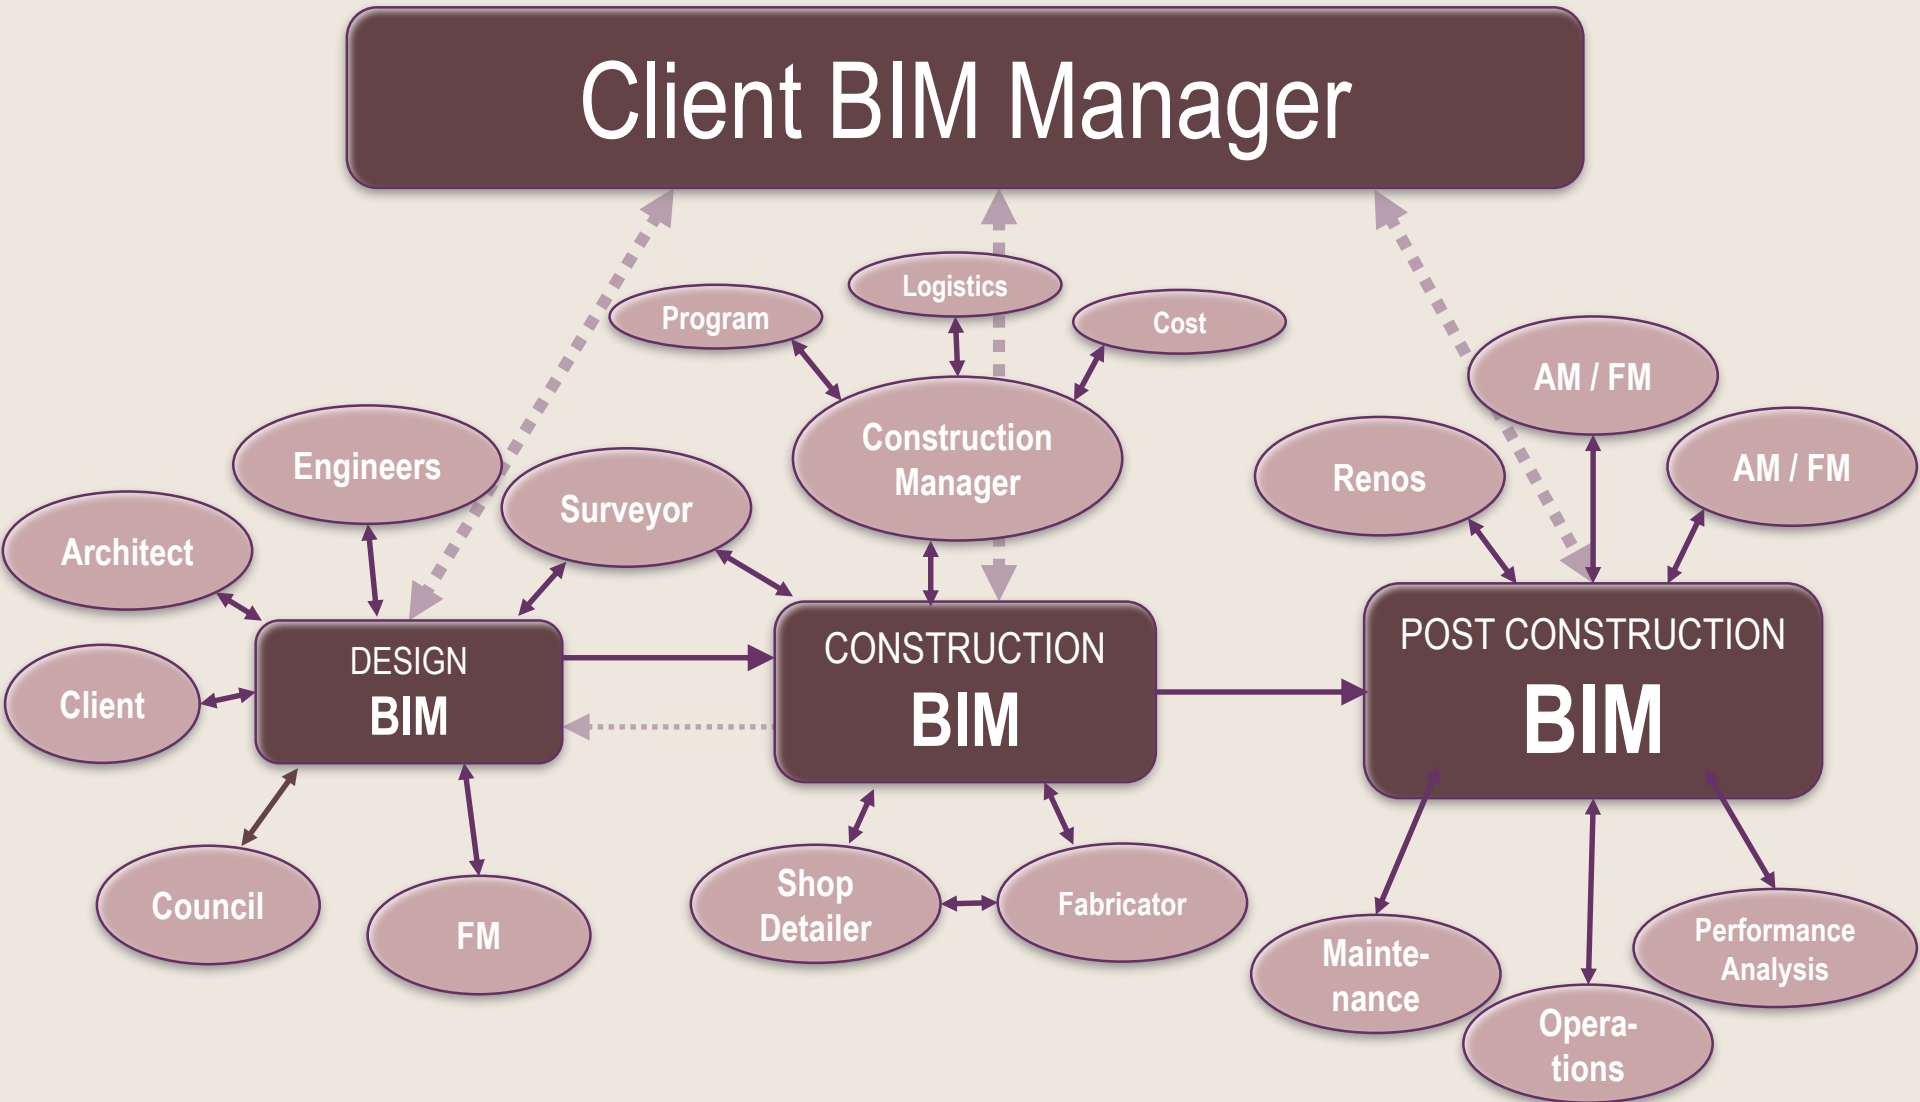 Client BIM Manager
Logistics
Program
Cost
AM / FM
Construction
Manager
Engineers
Renos
AM / FM
Surveyor
Architect
DESIGN
BIM
CONSTRUCTION
BIM
POST CONSTRUCTION
BIM
Client
Council
FM
Shop
Detailer
Fabricator
Mainte-
nance
Opera-
tions
Performance
Analysis